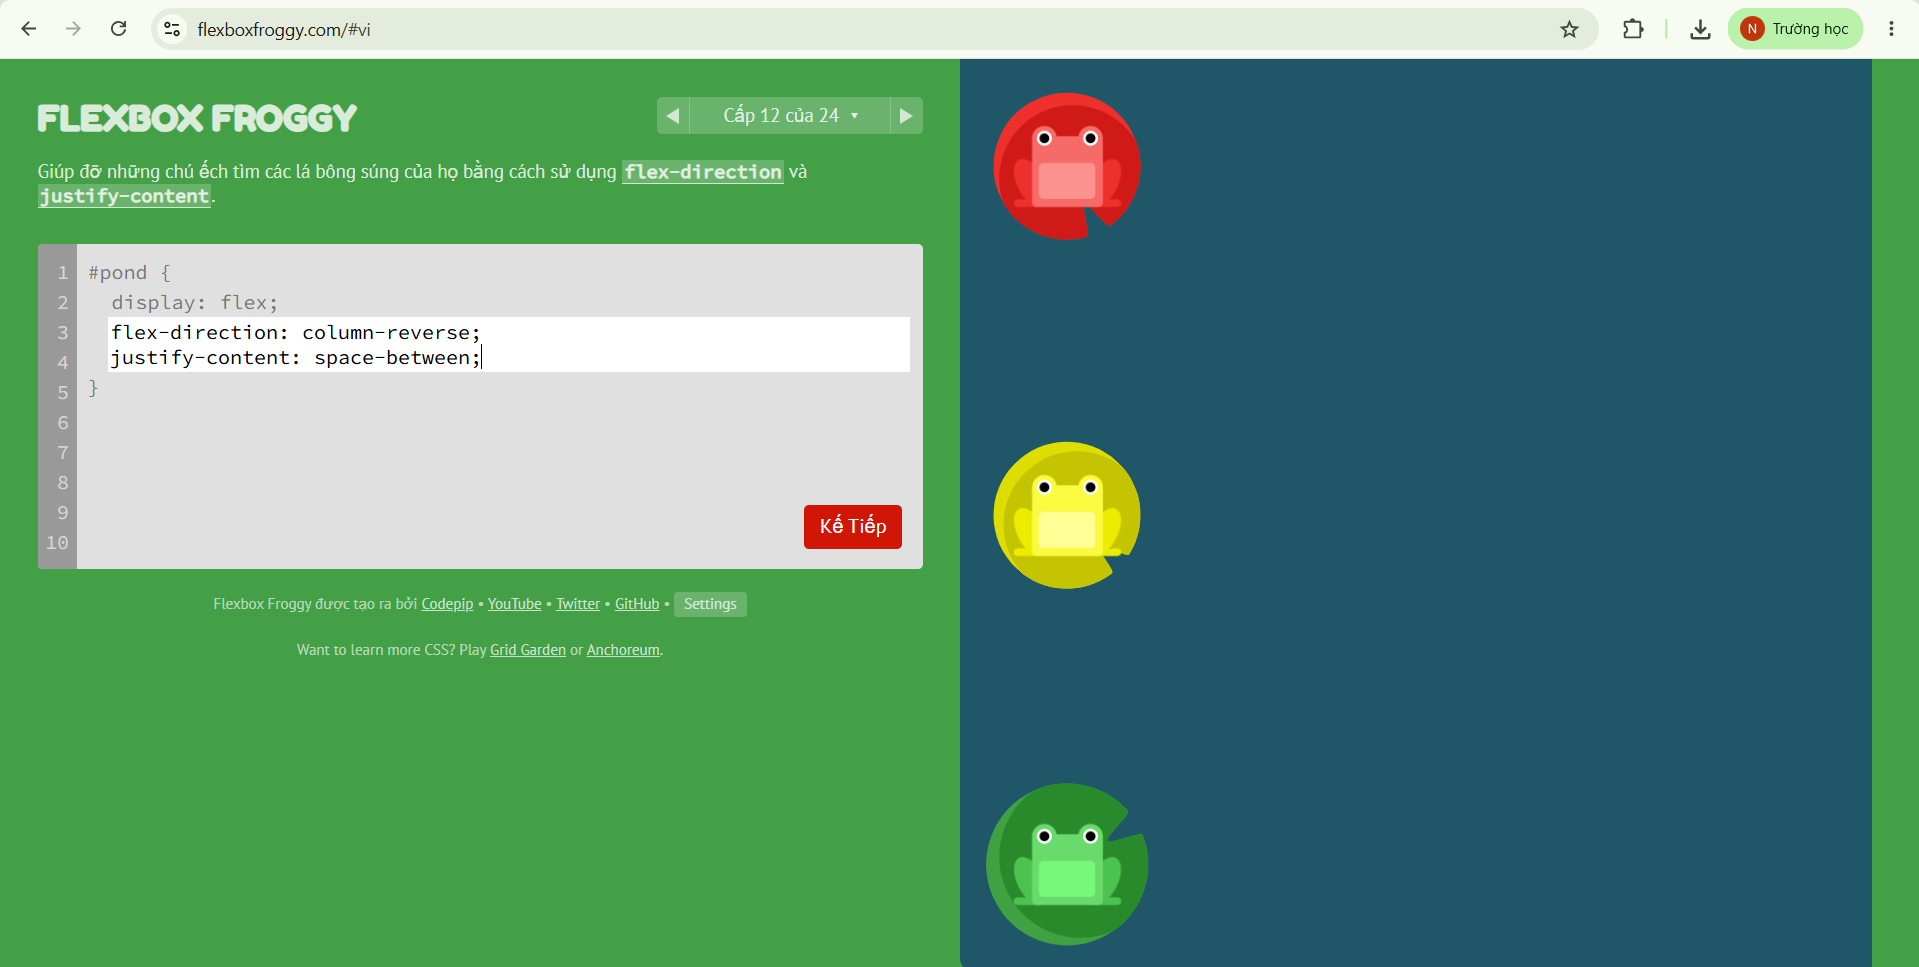 flexboxfroggy.com/#vi
N Trường học
FLEXBOX FROGGY
Cấp 12 của 24
Giúp đỡ những chú ếch tìm các lá bông súng của họ bằng cách sử dụng flex-direction và
justify-content.
1 #pond {
2 display: flex;
3 flex-direction: column-reverse;
4 justify-content: space-between;
5 }
6
7
8
9
10
Kế Tiếp
Flexbox Froggy được tạo ra bởi Codepip • YouTube • Twitter • GitHub • Settings
Want to learn more CSS? Play Grid Garden or Anchoreum.